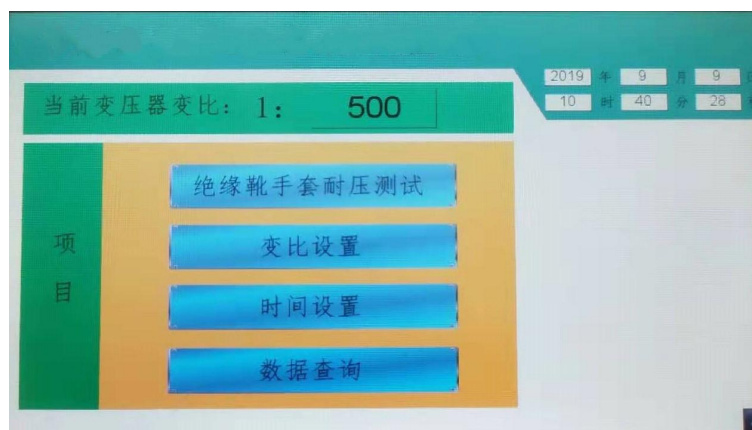 2019 年 9 月 9
10 时 40 分 28
当前变压器变比: 1: 500
项目
绝缘靴手套耐压测试
变比设置
时间设置
数据查询